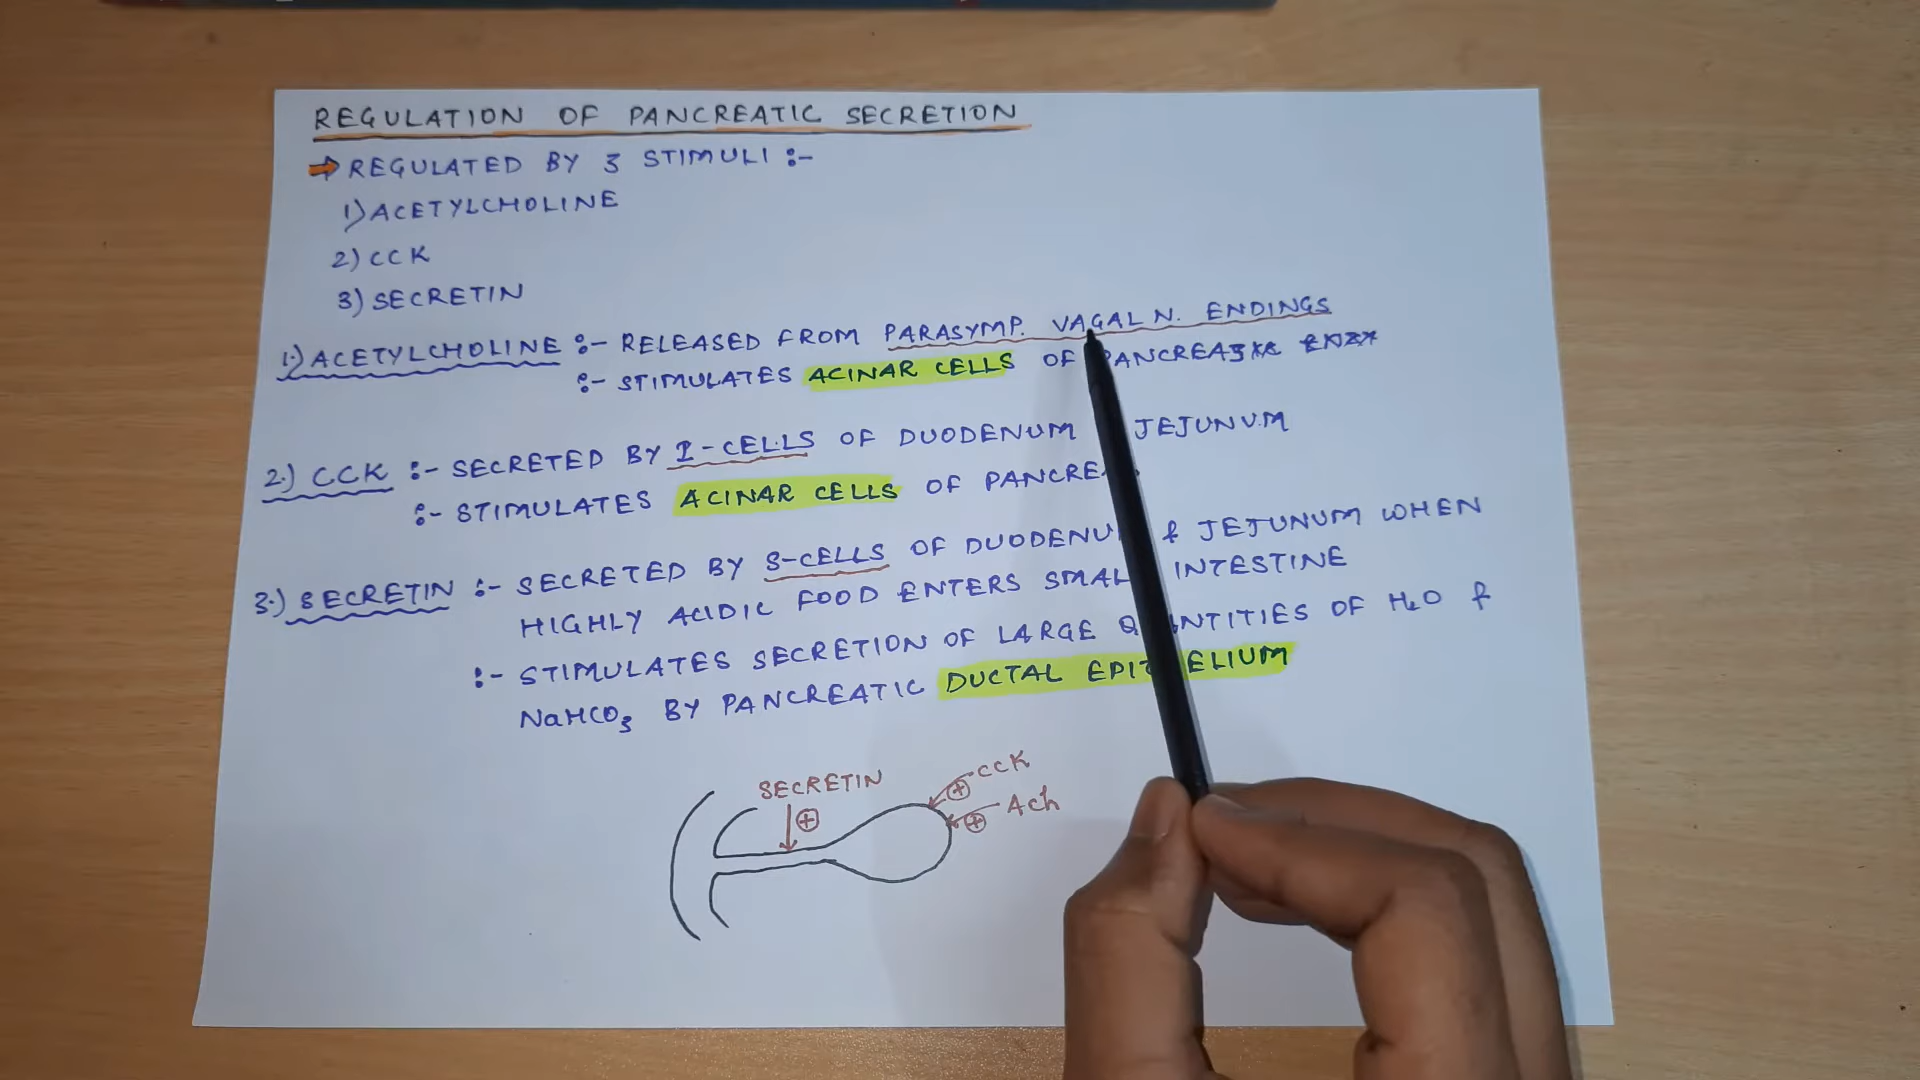 REGULATION OF PANCREATIC SECRETION
REGULATED BY 3 STIMULI :-
1) ACETYLCHOLINE
2) CCK
3) SECRETIN
1.) ACETYLCHOLINE :- RELEASED FROM PARASYMP. VAGAL N. ENDINGS
:- STIMULATES ACINAR CELLS OF
2.) CCK :- SECRETED BY I-CELLS OF DUODENUM JEJUNUM
:- STIMULATES ACINAR CELLS OF
3.) SECRETIN :- SECRETED BY S-CELLS OF & JEJUNUM WHEN
HIGHLY ACIDIC FOOD ENTERS INTESTINE
:- STIMULATES SECRETION OF LARGE OF H2O &
NaHCO3 BY PANCREATIC DUCTAL
SECRETIN
+
CCK
+
Ach
+